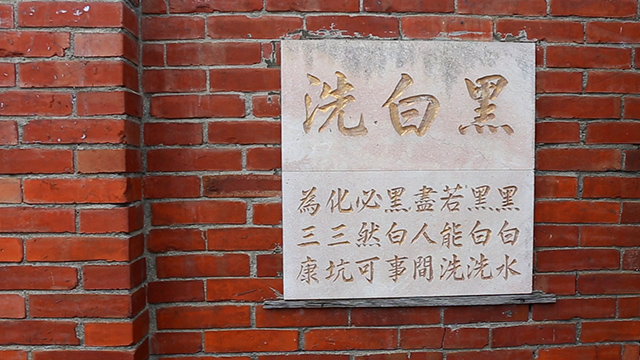 黑白洗
黑白水
黑白洗
若能洗
盡人間
黑白事
必然可
化三坑
為三康